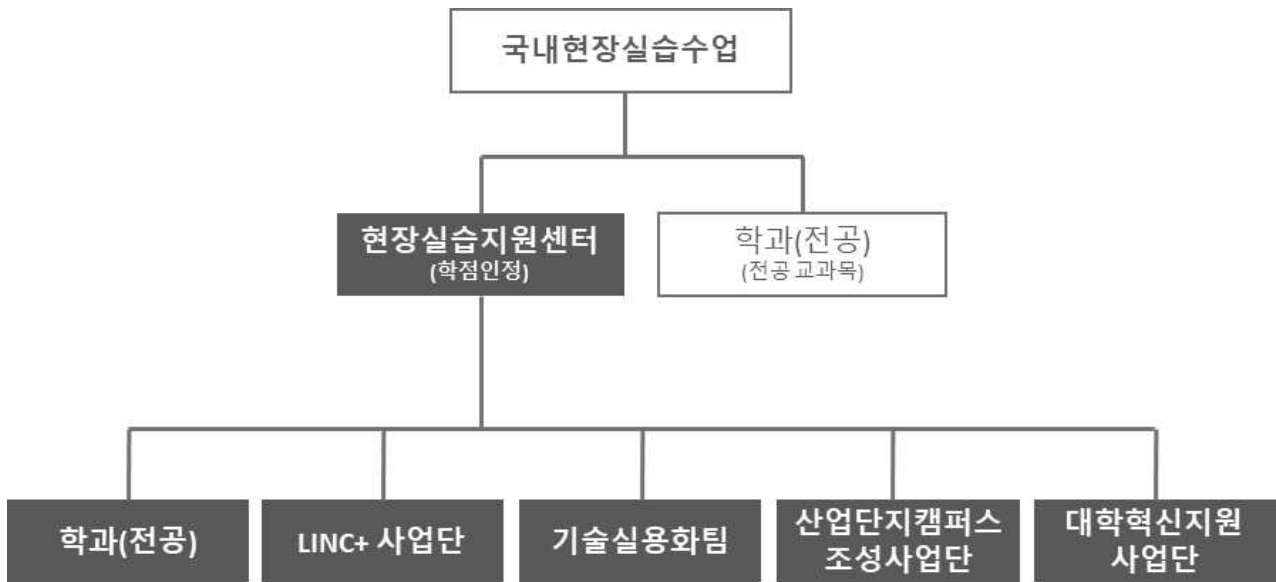 국내현장실습수업
현장실습지원센터
(학점인정)
학과(전공)
(전공 교과목)
학과(전공)
LINC+ 사업단
기술실용화팀
산업단지캠퍼스
조성사업단
대학혁신지원
사업단